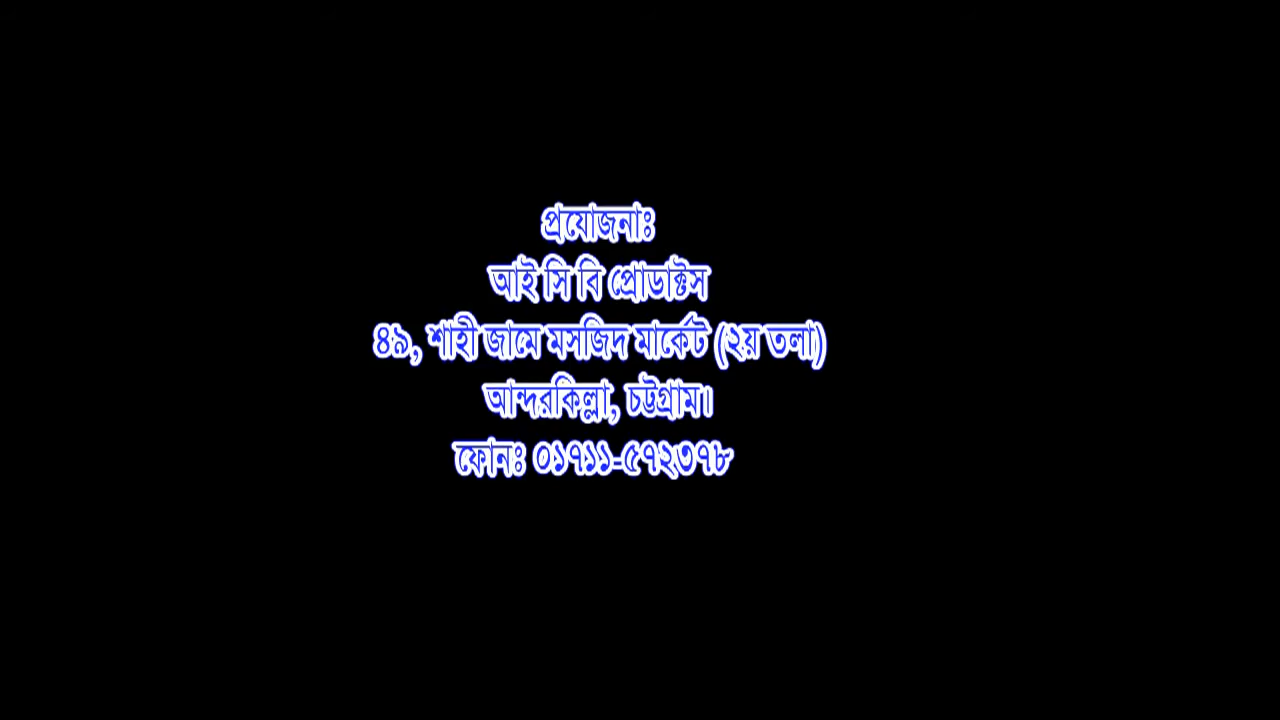 প্রযোজনাঃ
আই সি বি প্রোডাক্টস
৪৯, শাহী জামে মসজিদ মার্কেট (২য় তলা)
আন্দরকিল্লা, চট্টগ্রাম।
ফোনঃ ০১৭১১-৫৭২৩৭৮